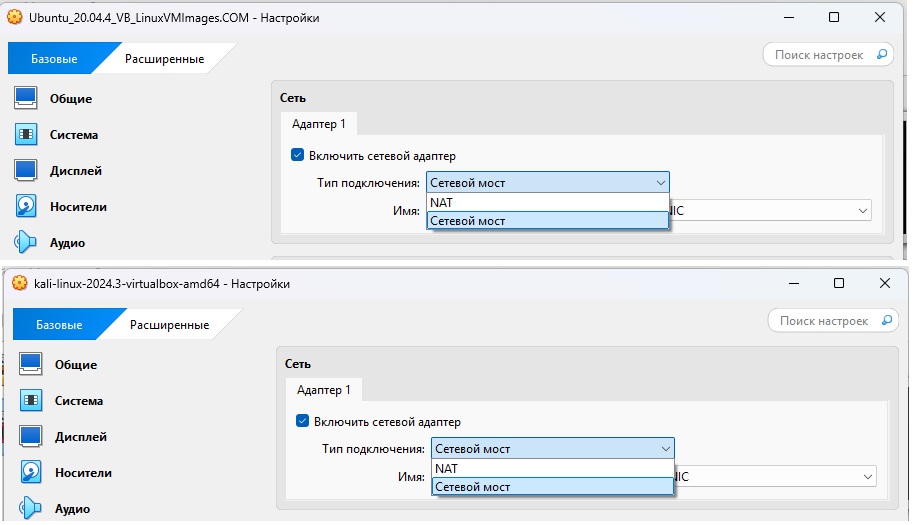 Ubuntu_20.04.4_VB_LinuxVMImages.COM - Настройки
Базовые Расширенные Поиск настроек
Общие
Система
Дисплей
Носители
Аудио
Сеть
Адаптер 1
Включить сетевой адаптер
Тип подключения: Сетевой мост
NAT
Сетевой мост
Имя:
kali-linux-2024.3-virtualbox-amd64 - Настройки
Базовые Расширенные Поиск настроек
Общие
Система
Дисплей
Носители
Аудио
Сеть
Адаптер 1
Включить сетевой адаптер
Тип подключения: Сетевой мост
NAT
Сетевой мост
Имя: